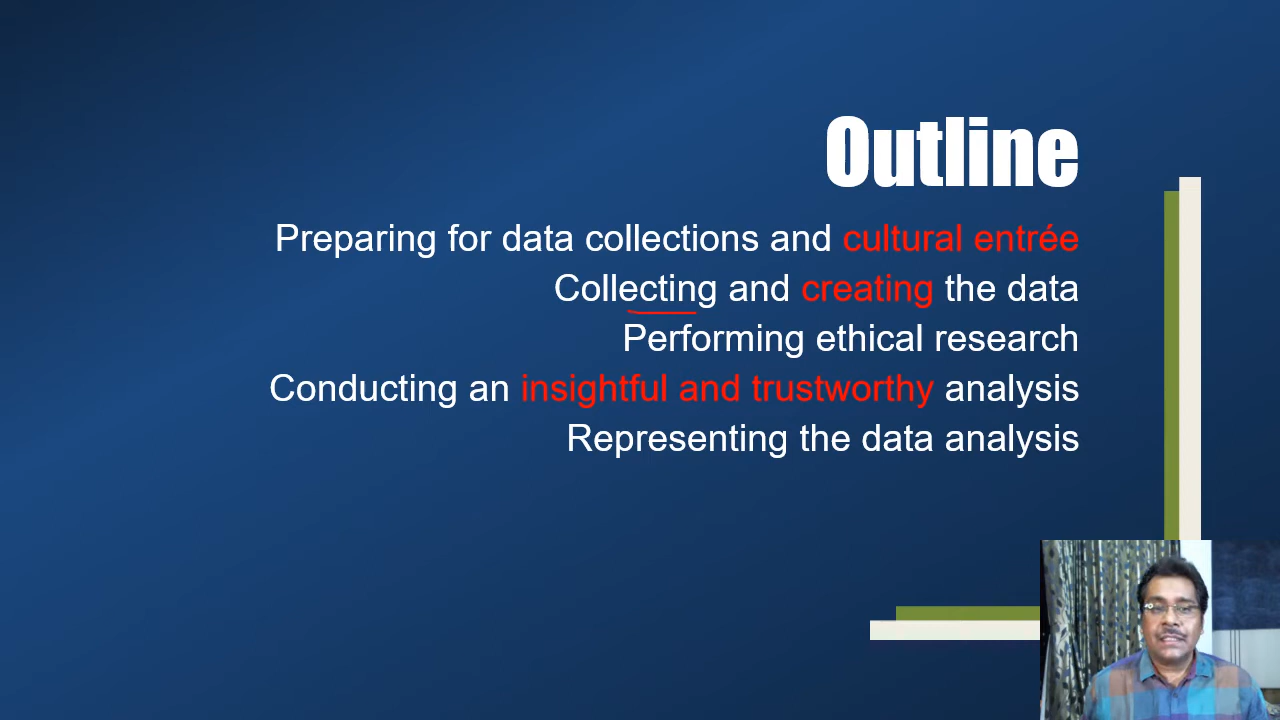 Outline
Preparing for data collections and cultural entrée
Collecting and creating the data
Performing ethical research
Conducting an insightful and trustworthy analysis
Representing the data analysis